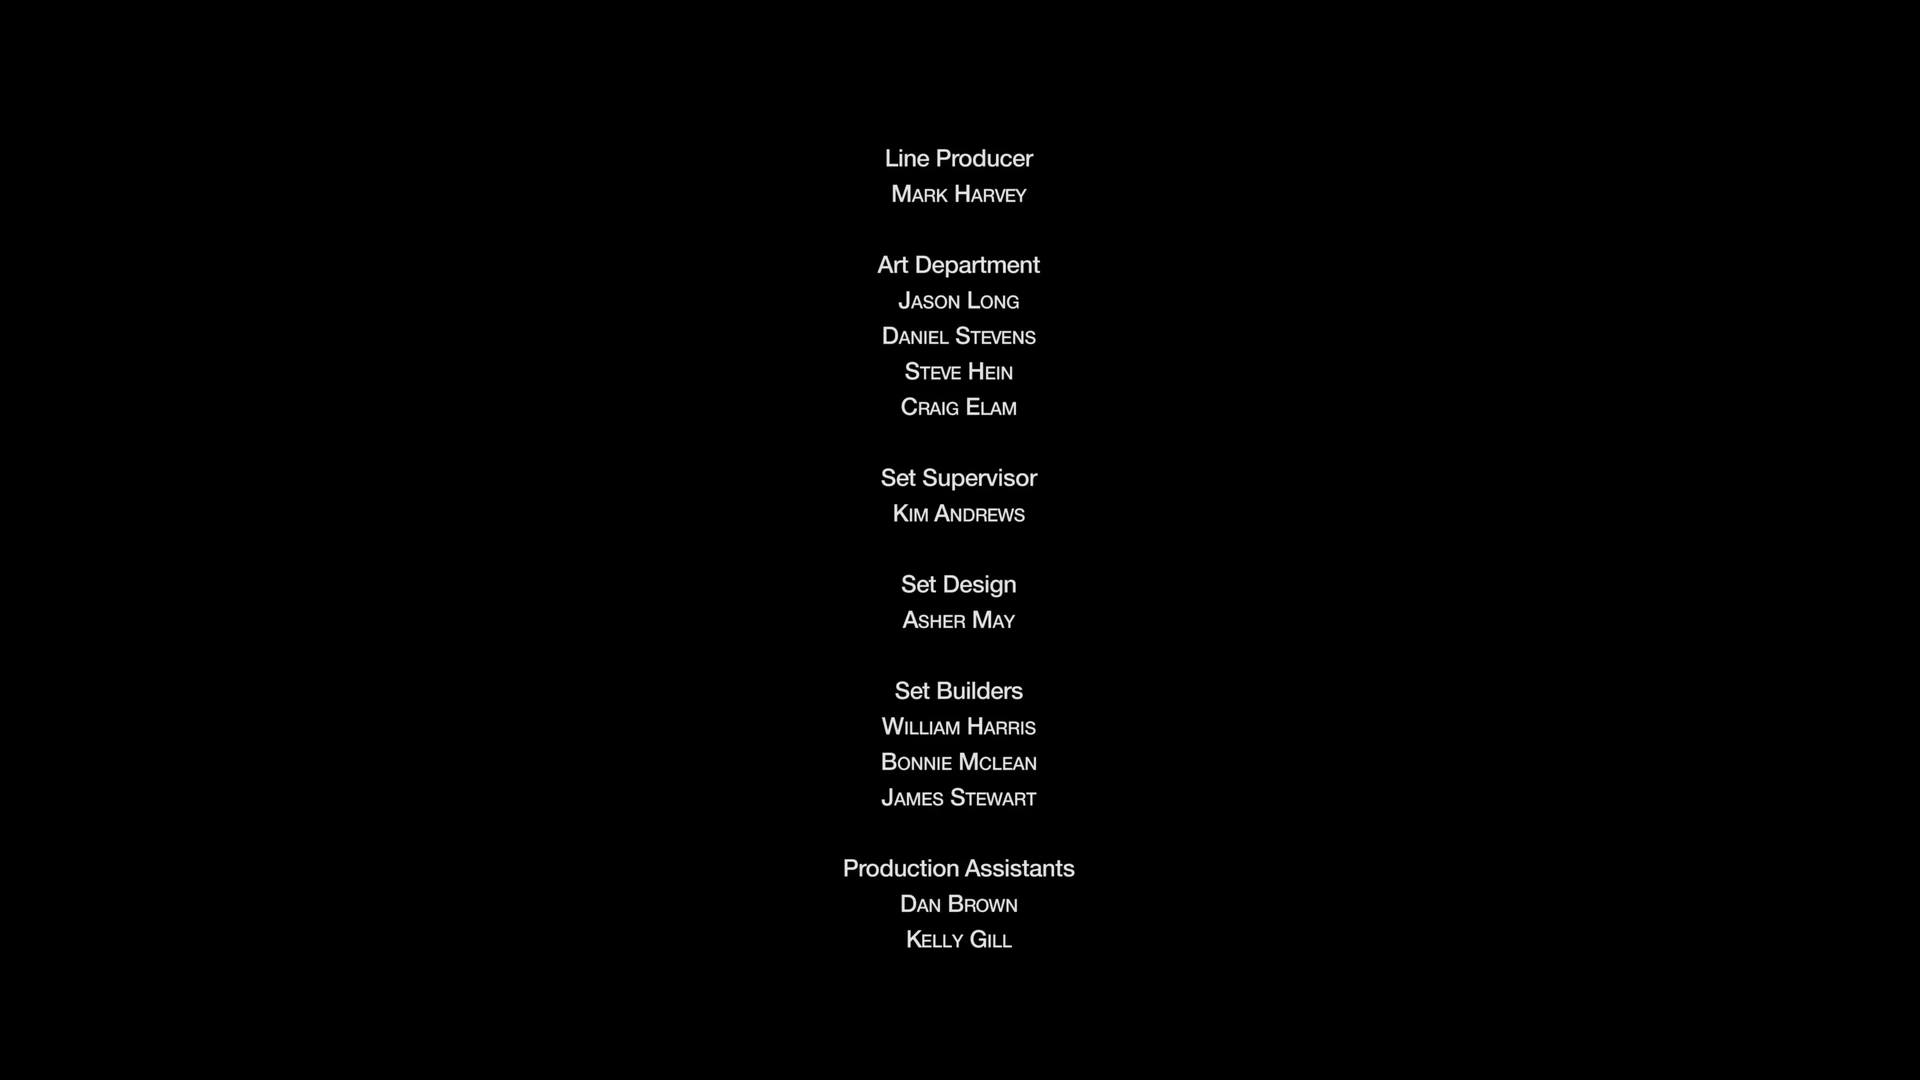 Line Producer
Mark Harvey
Art Department
Jason Long
Daniel Stevens
Steve Hein
Craig Elam
Set Supervisor
Kim Andrews
Set Design
Asher May
Set Builders
William Harris
Bonnie Mclean
James Stewart
Production Assistants
Dan Brown
Kelly Gill